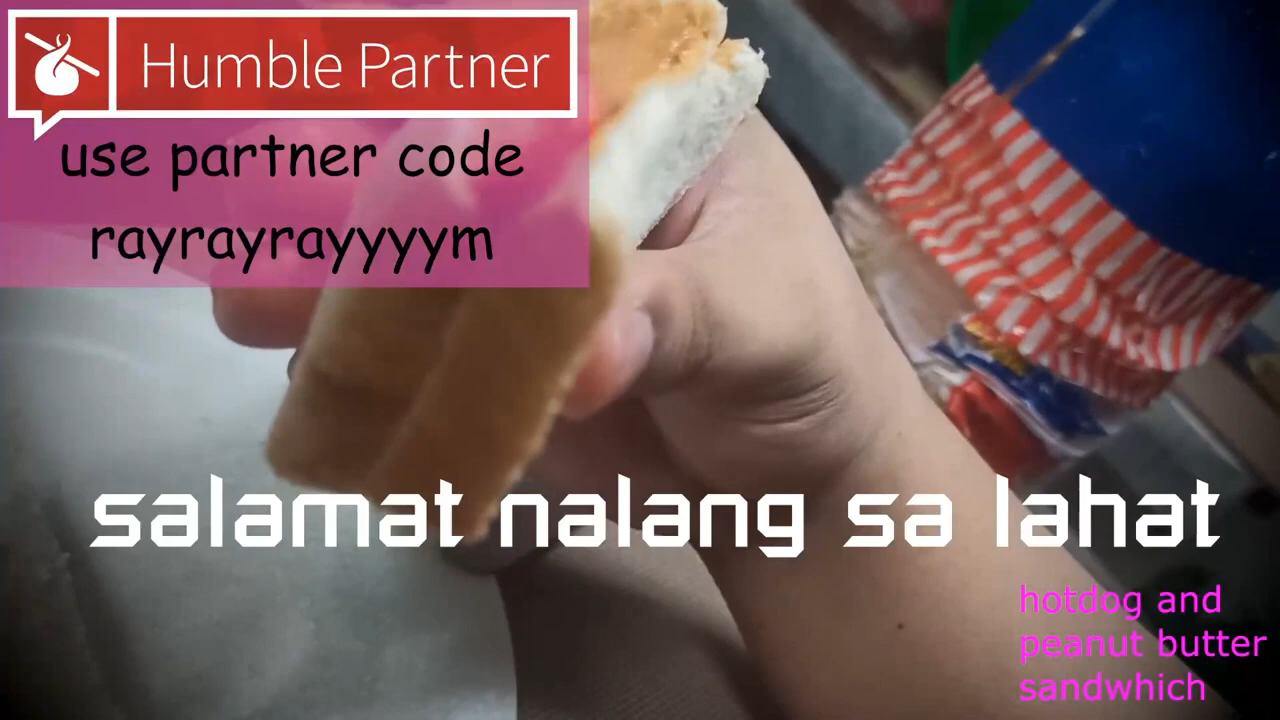 Humble Partner
use partner code
rayrayrayyyym
salamat nalang sa lahat
hotdog and
peanut butter
sandwhich